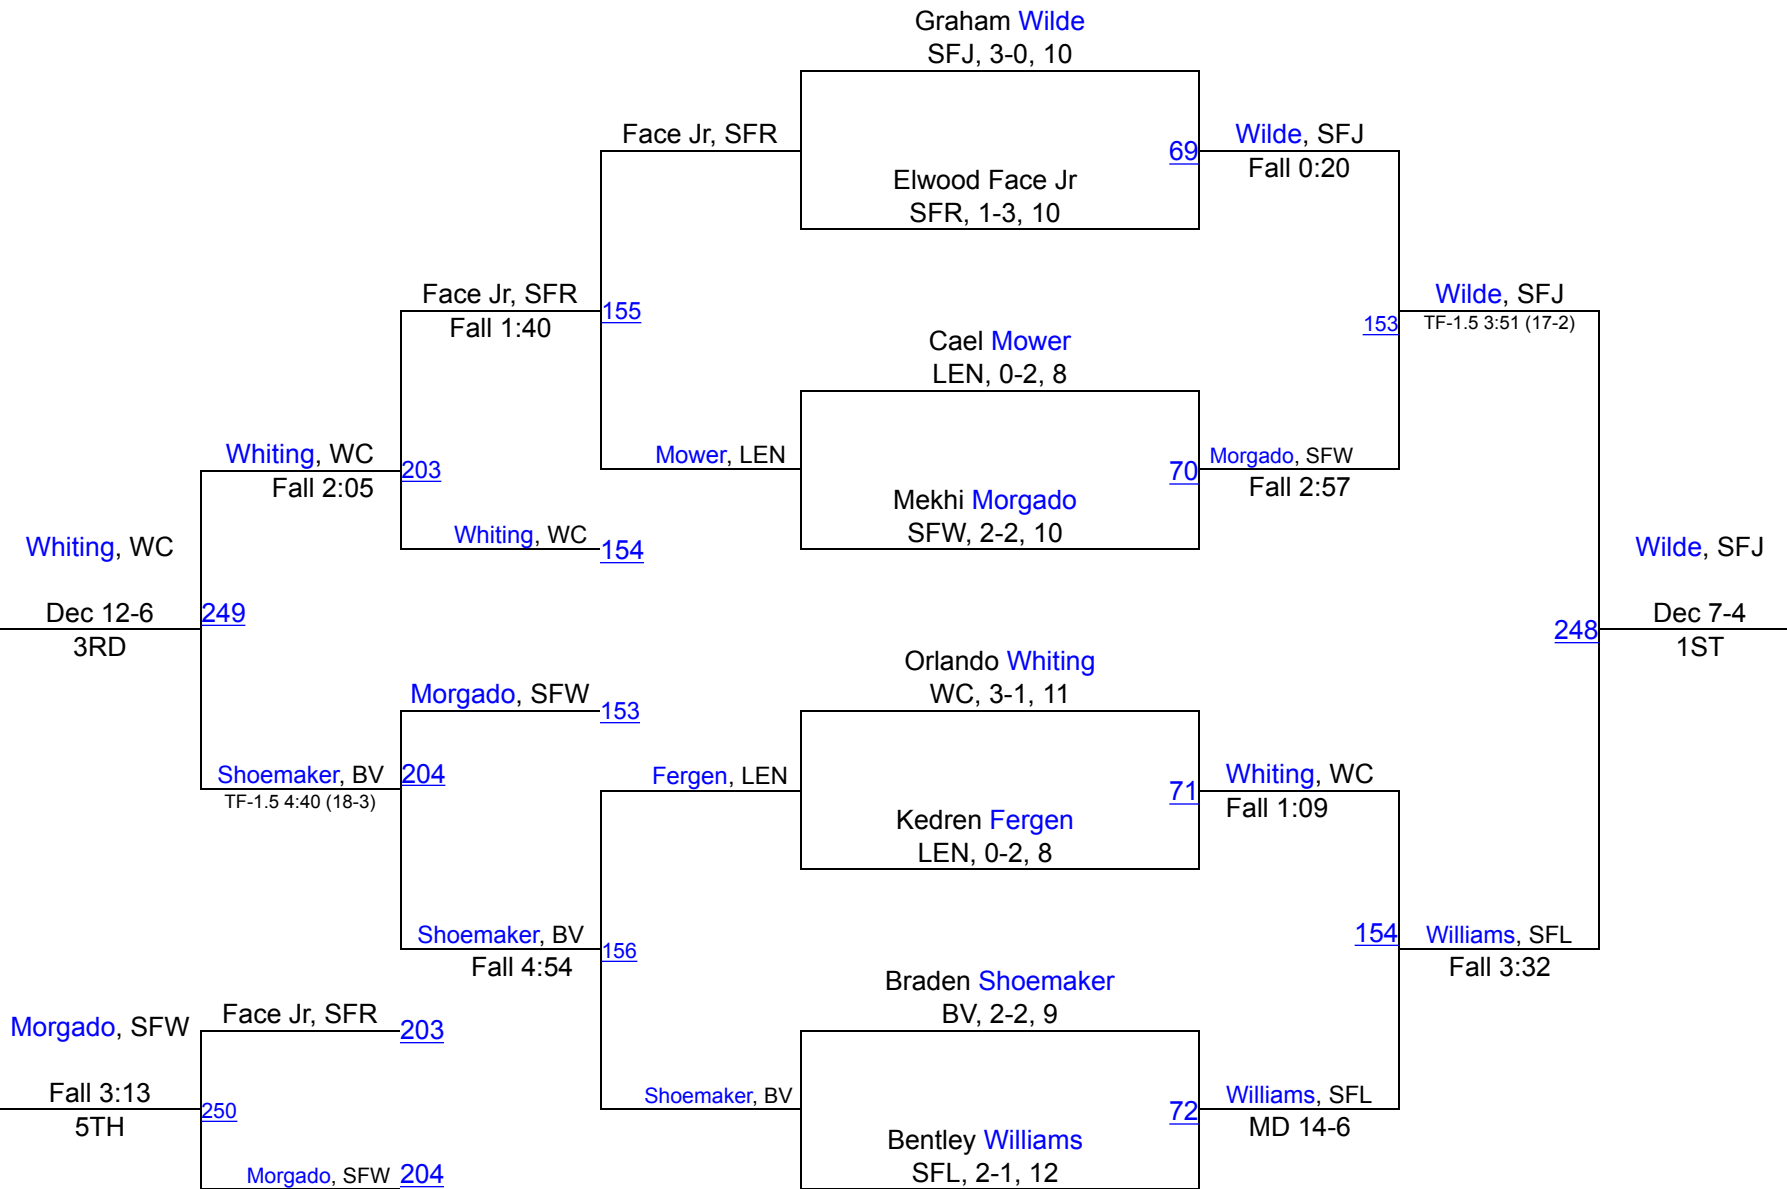 Graham Wilde
SFJ, 3-0, 10
Face Jr, SFR
69
Wilde, SFJ
Fall 0:20
Elwood Face Jr
SFR, 1-3, 10
Face Jr, SFR
Fall 1:40
155
Wilde, SFJ
TF-1.5 3:51 (17-2)
153
Cael Mower
LEN, 0-2, 8
Whiting, WC
Fall 2:05
203
Mower, LEN
70
Morgado, SFW
Fall 2:57
Mekhi Morgado
SFW, 2-2, 10
Whiting, WC
154
Whiting, WC
Dec 12-6
3RD
249
Wilde, SFJ
Dec 7-4
1ST
248
Orlando Whiting
WC, 3-1, 11
Morgado, SFW
153
Shoemaker, BV
TF-1.5 4:40 (18-3)
204
Fergen, LEN
71
Whiting, WC
Fall 1:09
Kedren Fergen
LEN, 0-2, 8
Shoemaker, BV
Fall 4:54
156
154
Williams, SFL
Fall 3:32
Braden Shoemaker
BV, 2-2, 9
Morgado, SFW
Fall 3:13
5TH
Face Jr, SFR
203
250
Shoemaker, BV
72
Williams, SFL
MD 14-6
Bentley Williams
SFL, 2-1, 12
Morgado, SFW
204